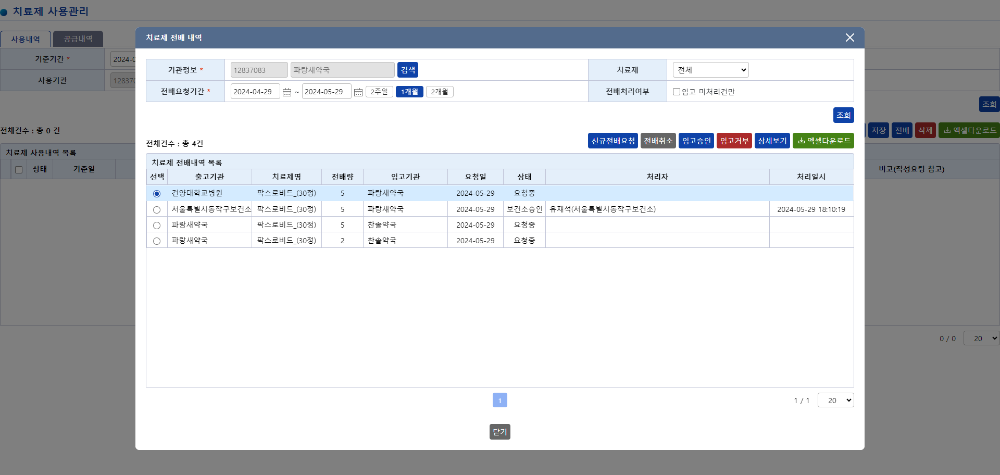 치료제 사용관리
사용내역 공급내역
기준기간 * 2024-0
사용기관 128370
조회
전체건수 : 총 0 건
저장 전배 삭제 엑셀다운로드
치료제 사용내역 목록
상태 기준일 비고(작성요령 참고)
0 / 0 20
치료제 전배 내역
기관정보 * 12837083 파랑새약국 검색 치료제 전체
전배요청기간 * 2024-04-29 ~ 2024-05-29 2주일 1개월 2개월 전배처리여부 입고 미처리건만
조회
전체건수 : 총 4건
신규전배요청 전배취소 입고승인 입고거부 상세보기 엑셀다운로드
치료제 전배내역 목록
선택 출고기관 치료제명 전배량 입고기관 요청일 상태 처리자 처리일시
건양대학교병원 팍스로비드_(30정) 5 파랑새약국 2024-05-29 요청중
서울특별시동작구보건소 팍스로비드_(30정) 5 파랑새약국 2024-05-29 보건소승인 유재석(서울특별시동작구보건소) 2024-05-29 18:10:19
파랑새약국 팍스로비드_(30정) 5 찬솔약국 2024-05-29 요청중
파랑새약국 팍스로비드_(30정) 2 찬솔약국 2024-05-29 요청중
1
1 / 1 20
닫기